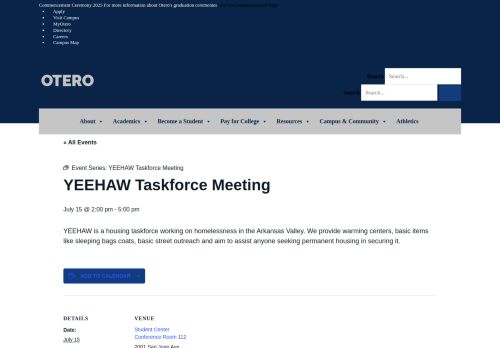 Commencement Ceremony 2025 For more information about Otero's graduation ceremonies
Apply
Visit Campus
MyOtero
Directory
Careers
Campus Map
OTERO
Search...
Search...
About
Academics
Become a Student
Pay for College
Resources
Campus & Community
Athletics
« All Events
Event Series: YEEHAW Taskforce Meeting
YEEHAW Taskforce Meeting
July 15 @ 2:00 pm - 5:00 pm
YEEHAW is a housing taskforce working on homelessness in the Arkansas Valley. We provide warming centers, basic items
like sleeping bags coats, basic street outreach and aim to assist anyone seeking permanent housing in securing it.
ADD TO CALENDAR
DETAILS
Date:
July 15
VENUE
Student Center
Conference Room 112
2001 San Juan Ave